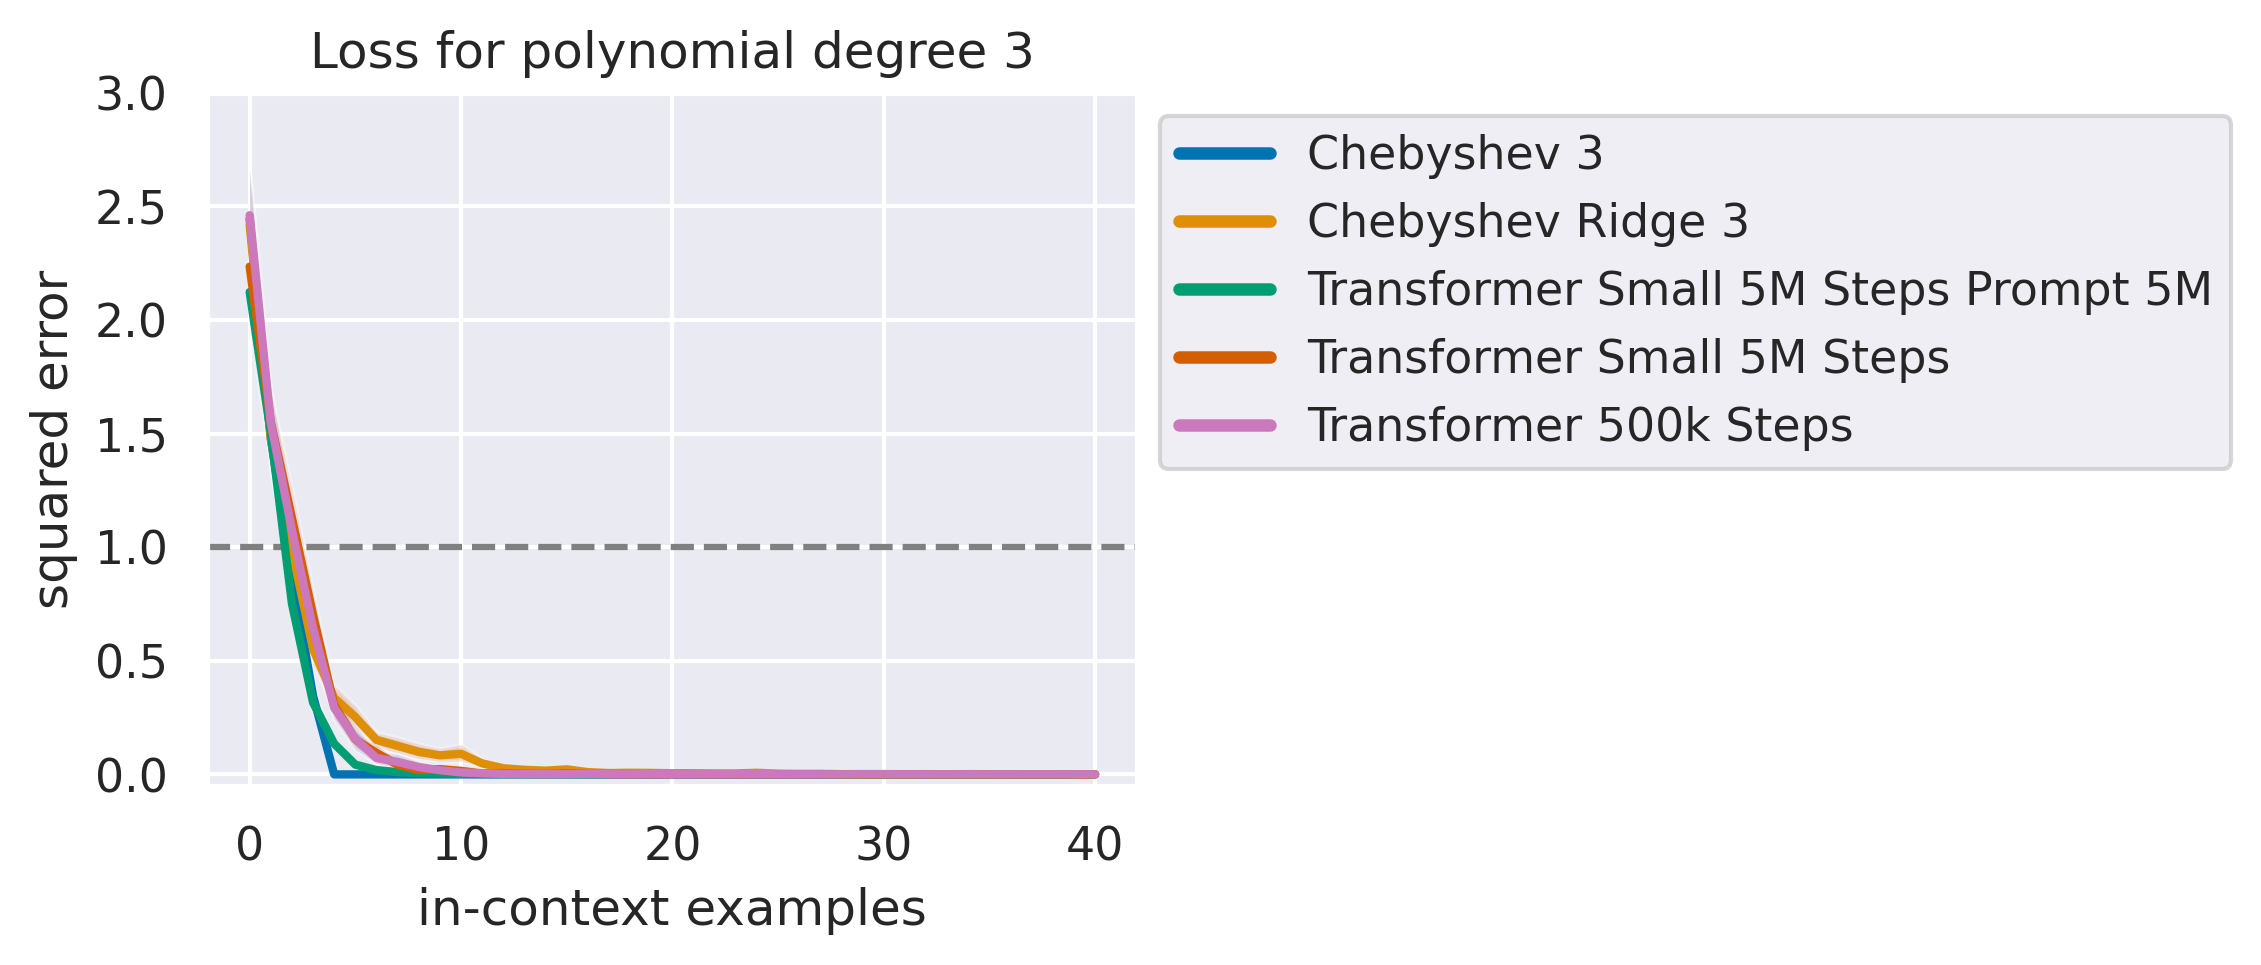 Loss for polynomial degree 3
3.0
2.5
2.0
1.5
1.0
0.5
0.0
squared error
0 10 20 30 40
in-context examples
Chebyshev 3
Chebyshev Ridge 3
Transformer Small 5M Steps Prompt 5M
Transformer Small 5M Steps
Transformer 500k Steps